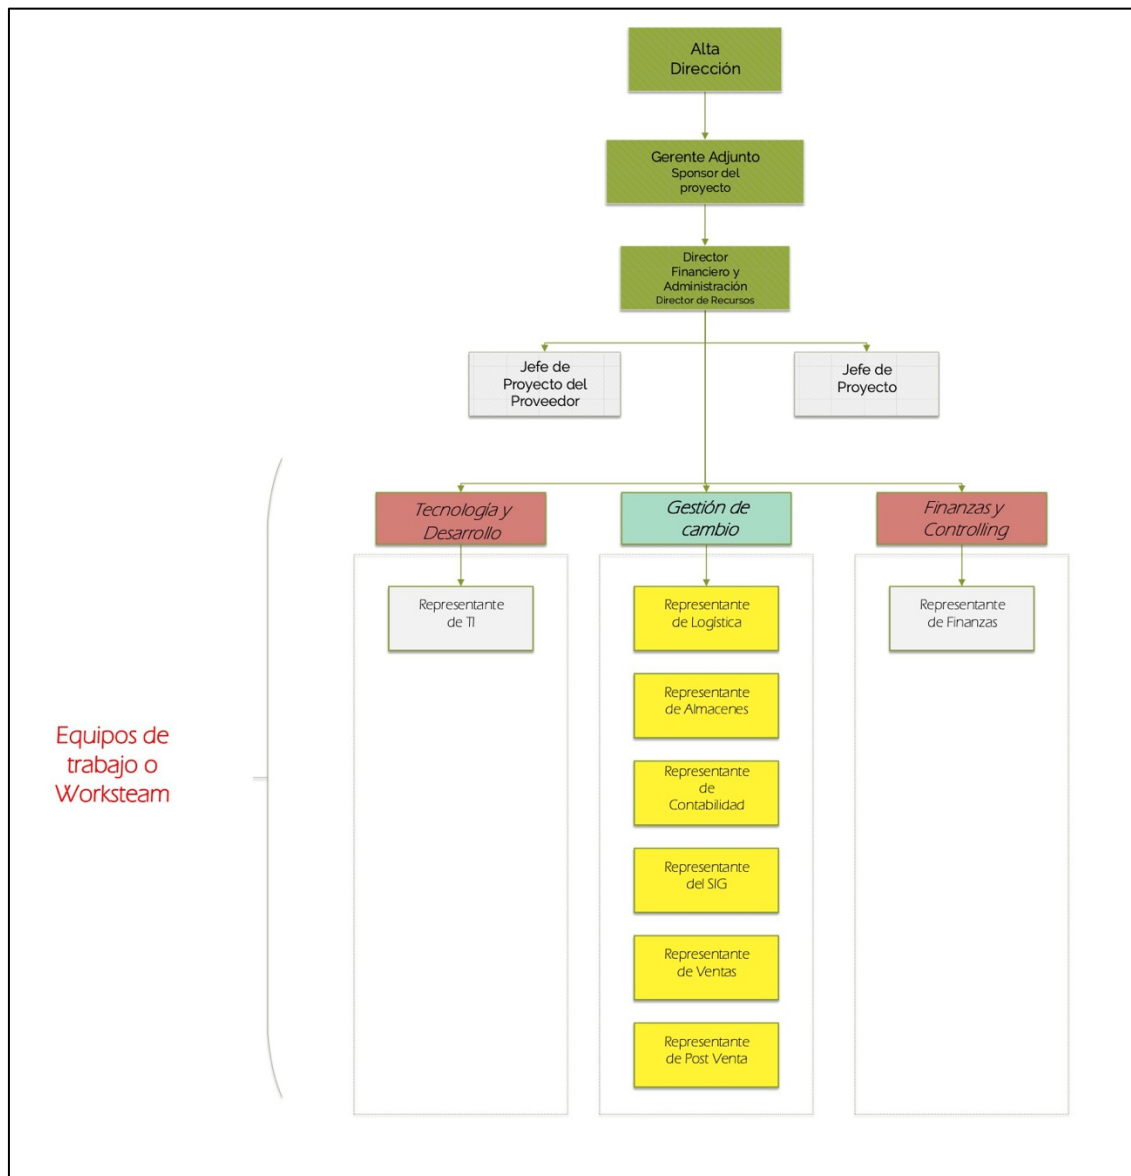 Alta
Dirección
Gerente Adjunto
Sponsor del
proyecto
Director
Financiero y
Administración
Director de Recursos
Jefe de
Proyecto del
Proveedor
Jefe de
Proyecto
Equipos de
trabajo o
Worksteam
Tecnología y
Desarrollo
Representante
de TI
Gestión de
cambio
Representante
de Logística
Representante
de Almacenes
Representante
de
Contabilidad
Representante
del SIG
Representante
de Ventas
Representante
de Post Venta
Finanzas y
Controlling
Representante
de Finanzas